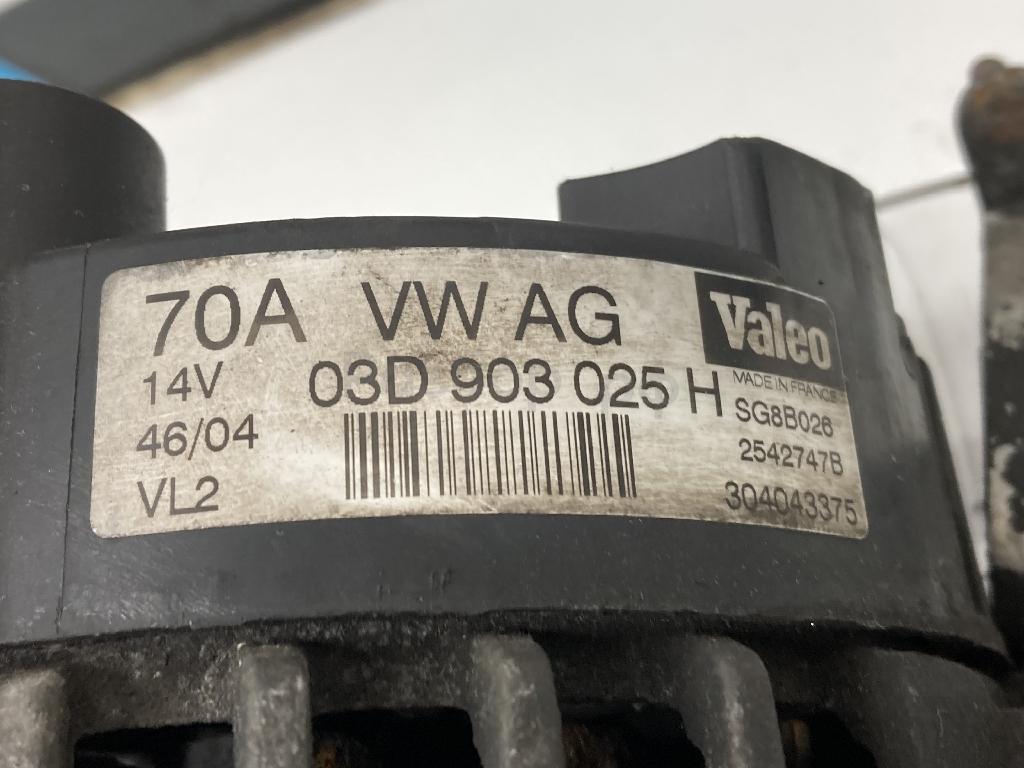 70A VW AG
Valeo
14V 03D 903 025 H
MADE IN FRANCE
46/04
SG8B026
VL2
2542747B
304043375